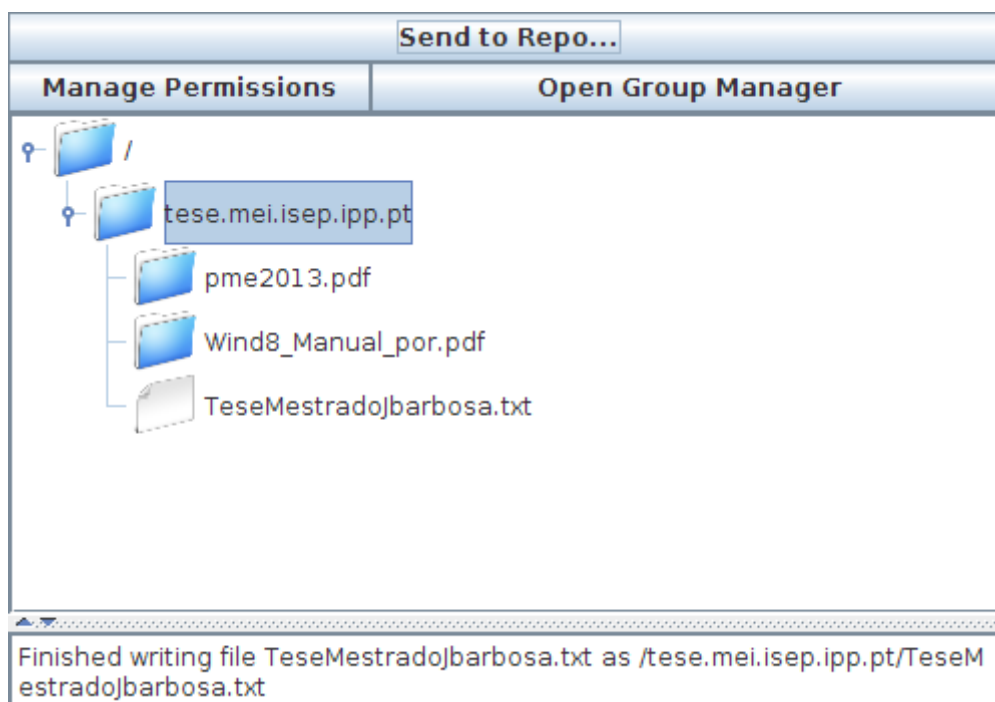 Send to Repo...
Manage Permissions
Open Group Manager
/
tese.mei.isep.ipp.pt
pme2013.pdf
Wind8_Manual_por.pdf
TeseMestradoJbarbosa.txt
Finished writing file TeseMestradoJbarbosa.txt as /tese.mei.isep.ipp.pt/TeseM
estradoJbarbosa.txt